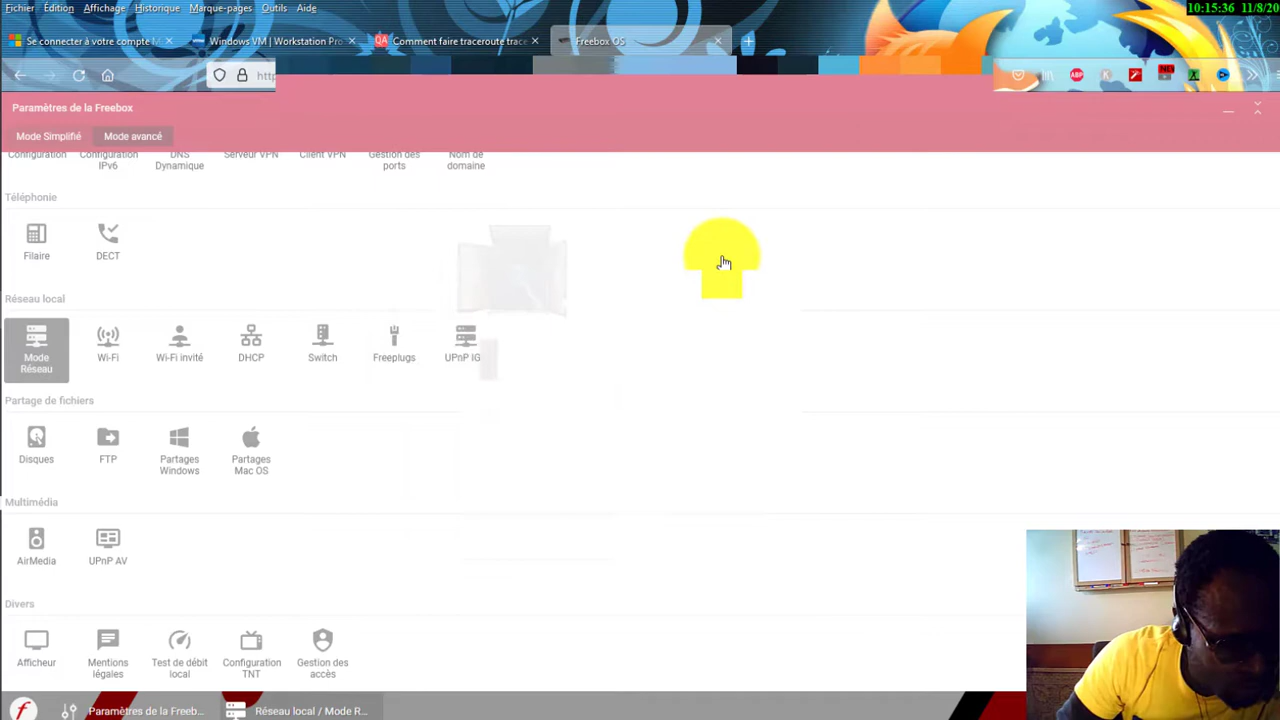 Fichier Édition Affichage Historique Marque-pages Outils Aide
10:15:36 11/8/20
Se connecter à votre compte M
Windows VM | Workstation Pro
QA Comment faire traceroute trace
Freebox OS
http
ABP
NEW
Paramètres de la Freebox
Mode Simplifié Mode avancé
Configuration
Configuration IPv6
DNS Dynamique
Serveur VPN
Client VPN
Gestion des ports
Nom de domaine
Téléphonie
Filaire
DECT
Réseau local
Mode Réseau
Wi-Fi
Wi-Fi invité
DHCP
Switch
Freeplugs
UPnP IG
Partage de fichiers
Disques
FTP
Partages Windows
Partages Mac OS
Multimédia
AirMedia
UPnP AV
Divers
Afficheur
Mentions légales
Test de débit local
Configuration TNT
Gestion des accès
Paramètres de la Freeb...
Réseau local / Mode R...